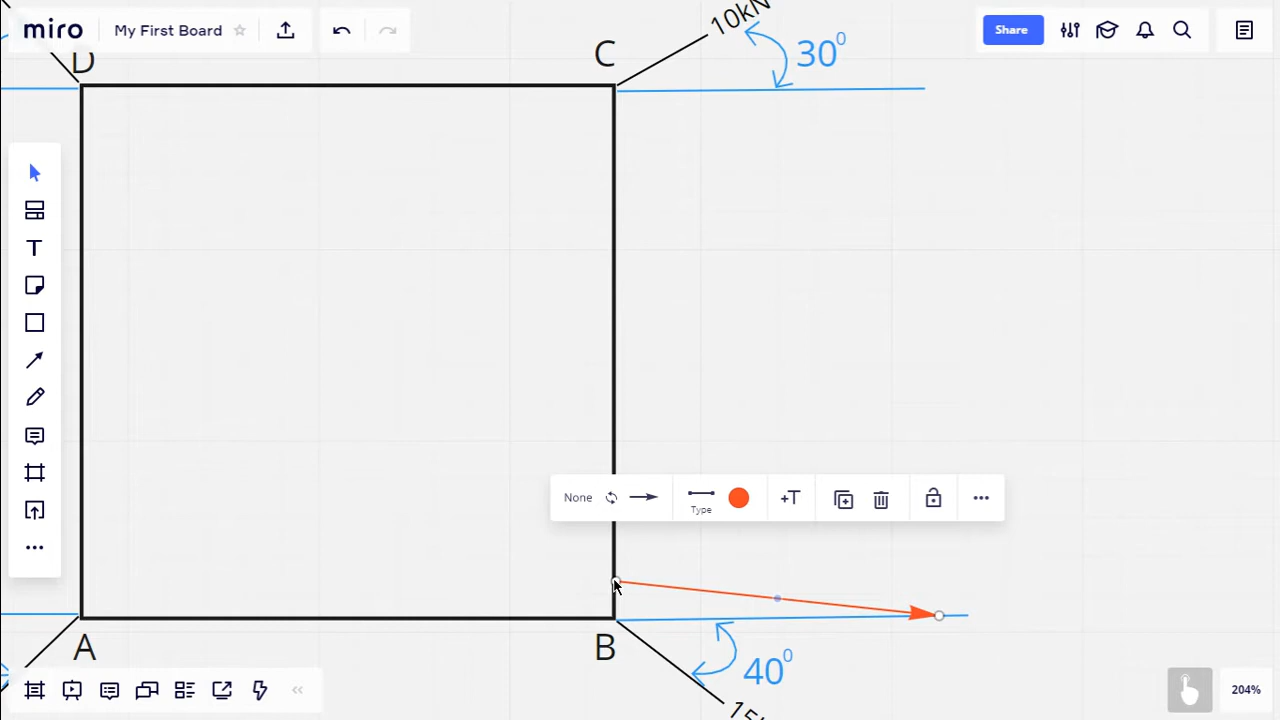 miro
My First Board
Share
10kN
30⁰
D
C
T
None
Type
+T
A
B
40⁰
204%